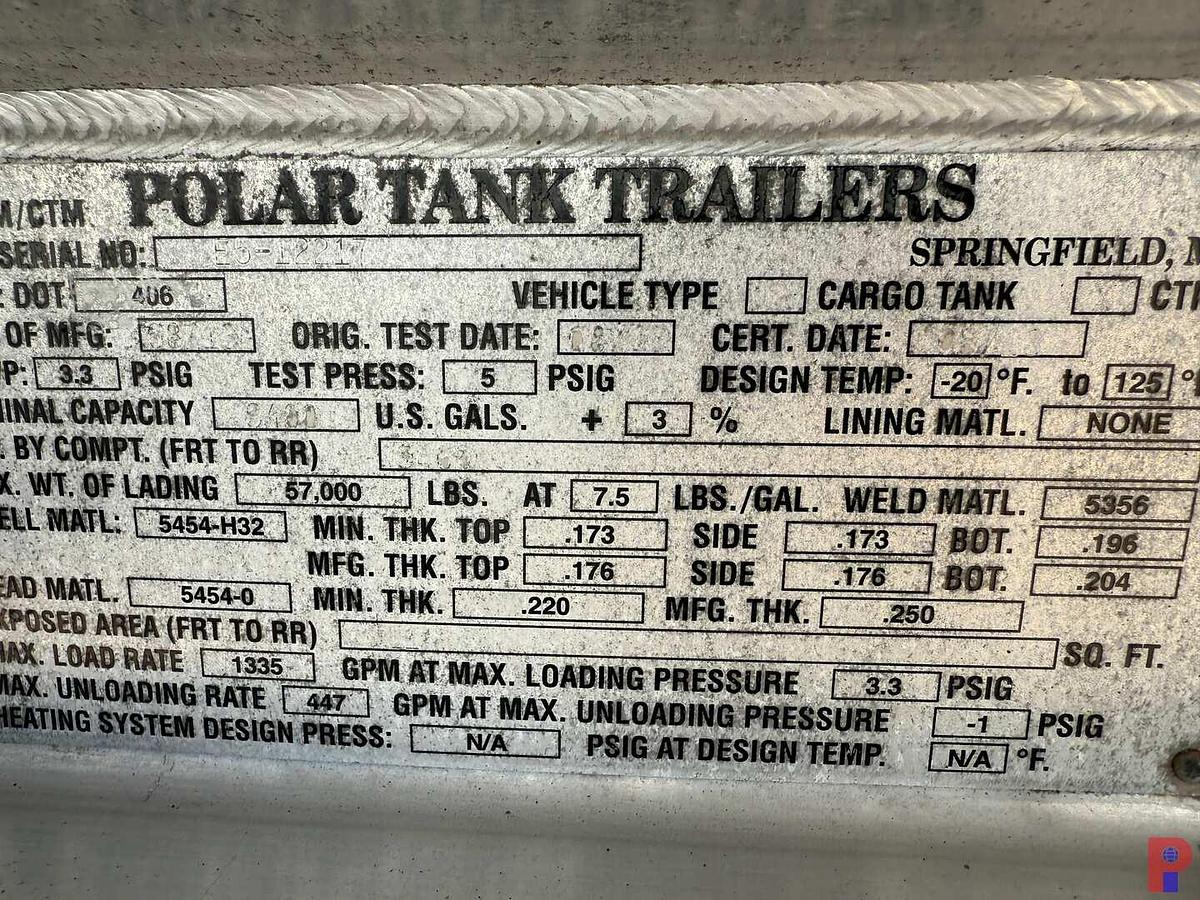 POLAR TANK TRAILERS
M/CTM
SERIAL NO:
SPRINGFIELD, M
: DOT 406 VEHICLE TYPE CARGO TANK CT
OF MFG: ORIG. TEST DATE: CERT. DATE:
P: 3.3 PSIG TEST PRESS: 5 PSIG DESIGN TEMP: -20 °F. to 125 °
MINAL CAPACITY U.S. GALS. + 3 % LINING MATL. NONE
. BY COMPT. (FRT TO RR)
X. WT. OF LADING 57,000 LBS. AT 7.5 LBS./GAL. WELD MATL. 5356
ELL MATL: 5454-H32 MIN. THK. TOP .173 SIDE .173 BOT. .196
MFG. THK. TOP .176 SIDE .176 BOT. .204
EAD MATL. 5454-0 MIN. THK. .220 MFG. THK. .250
XPOSED AREA (FRT TO RR) SQ. FT.
MAX. LOAD RATE 1335 GPM AT MAX. LOADING PRESSURE 3.3 PSIG
MAX. UNLOADING RATE 447 GPM AT MAX. UNLOADING PRESSURE -1 PSIG
HEATING SYSTEM DESIGN PRESS: N/A PSIG AT DESIGN TEMP. N/A °F.